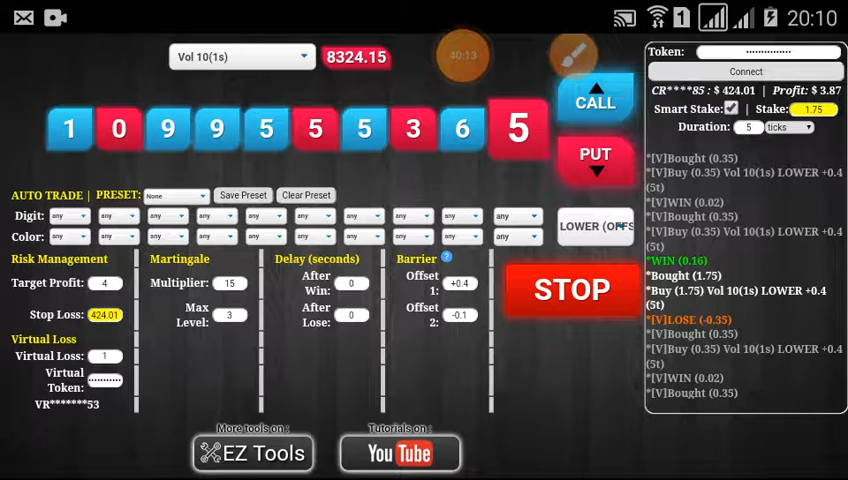 20:10
1
Vol 10(1s)
8324.15
40:13
1 0 9 9 5 5 5 3 6 5
CALL
PUT
AUTO TRADE | PRESET: None Save Preset Clear Preset
Digit: any any any any any any any any any any
Color: any any any any any any any any any any
LOWER (OFFS
Risk Management
Target Profit: 4
Stop Loss: 424.01
Virtual Loss
Virtual Loss: 1
Virtual
Token: ••••••••••••
VR*******53
Martingale
Multiplier: 15
Max
Level: 3
Delay (seconds)
After
Win: 0
After
Lose: 0
Barrier ?
Offset
1: +0.4
Offset
2: -0.1
STOP
More tools on :
EZ Tools
Tutorials on :
YouTube
Token: •••••••••••••••
Connect
CR****85 : $ 424.01 | Profit: $ 3.87
Smart Stake: | Stake: 1.75
Duration: 5 ticks
*[V]Bought (0.35)
*[V]Buy (0.35) Vol 10(1s) LOWER +0.4
(5t)
*[V]WIN (0.02)
*[V]Bought (0.35)
*[V]Buy (0.35) Vol 10(1s) LOWER +0.4
(5t)
*WIN (0.16)
*Bought (1.75)
*Buy (1.75) Vol 10(1s) LOWER +0.4
(5t)
*[V]LOSE (-0.35)
*[V]Bought (0.35)
*[V]Buy (0.35) Vol 10(1s) LOWER +0.4
(5t)
*[V]WIN (0.02)
*[V]Bought (0.35)